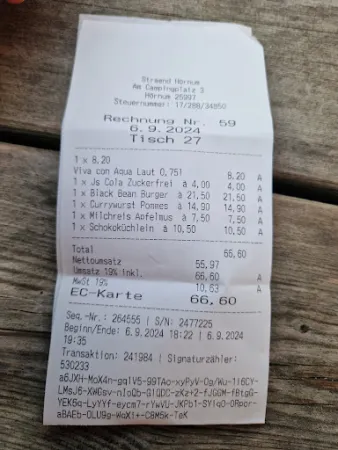 Straend Hörnum
Am Campingplatz 3
Hörnum 25997
Steuernummer: 17/288/34850
Rechnung Nr. 59
6.9.2024
Tisch 27
1 x 8.20
Viva con Aqua Laut 0,75l 8.20 A
1 x Js Cola Zuckerfrei à 4,00 4,00 A
1 x Black Bean Burger à 21,50 21,50 A
1 x Currywurst Pommes à 14,90 14,90 A
1 x Milchreis Apfelmus à 7,50 7,50 A
1 x Schokoküchlein à 10,50 10,50 A
Total 66,60
Nettoumsatz 55,97
Umsatz 19% inkl. 66,60 A
MwSt 19% 10,63 A
EC-Karte 66,60
Seq.-Nr.: 264555 | S/N: 2477225
Beginn/Ende: 6.9.2024 18:22 | 6.9.2024
19:35
Transaktion: 241984 | Signaturzähler:
530233